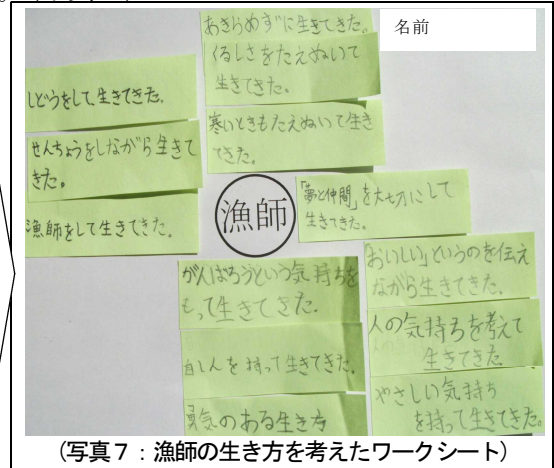 名前
あきらめずに生きてきた。
くるしさをたえぬいて
生きてきた。
寒いときもたえぬいて生き
てきた。
しどうをして生きてきた。
せんちょうをしながら生きて
きた。
漁師をして生きてきた。
漁師
「夢と仲間」を大切にして
生きてきた。
がんばろうという気持ちを
もって生きてきた。
自しんを持って生きてきた。
勇気のある生き方
「おいしい」というのを伝え
ながら生きてきた。
人の気持ちを考えて
生きてきた
やさしい気持ち
を持って生きてきた。
(写真7：漁師の生き方を考えたワークシート)